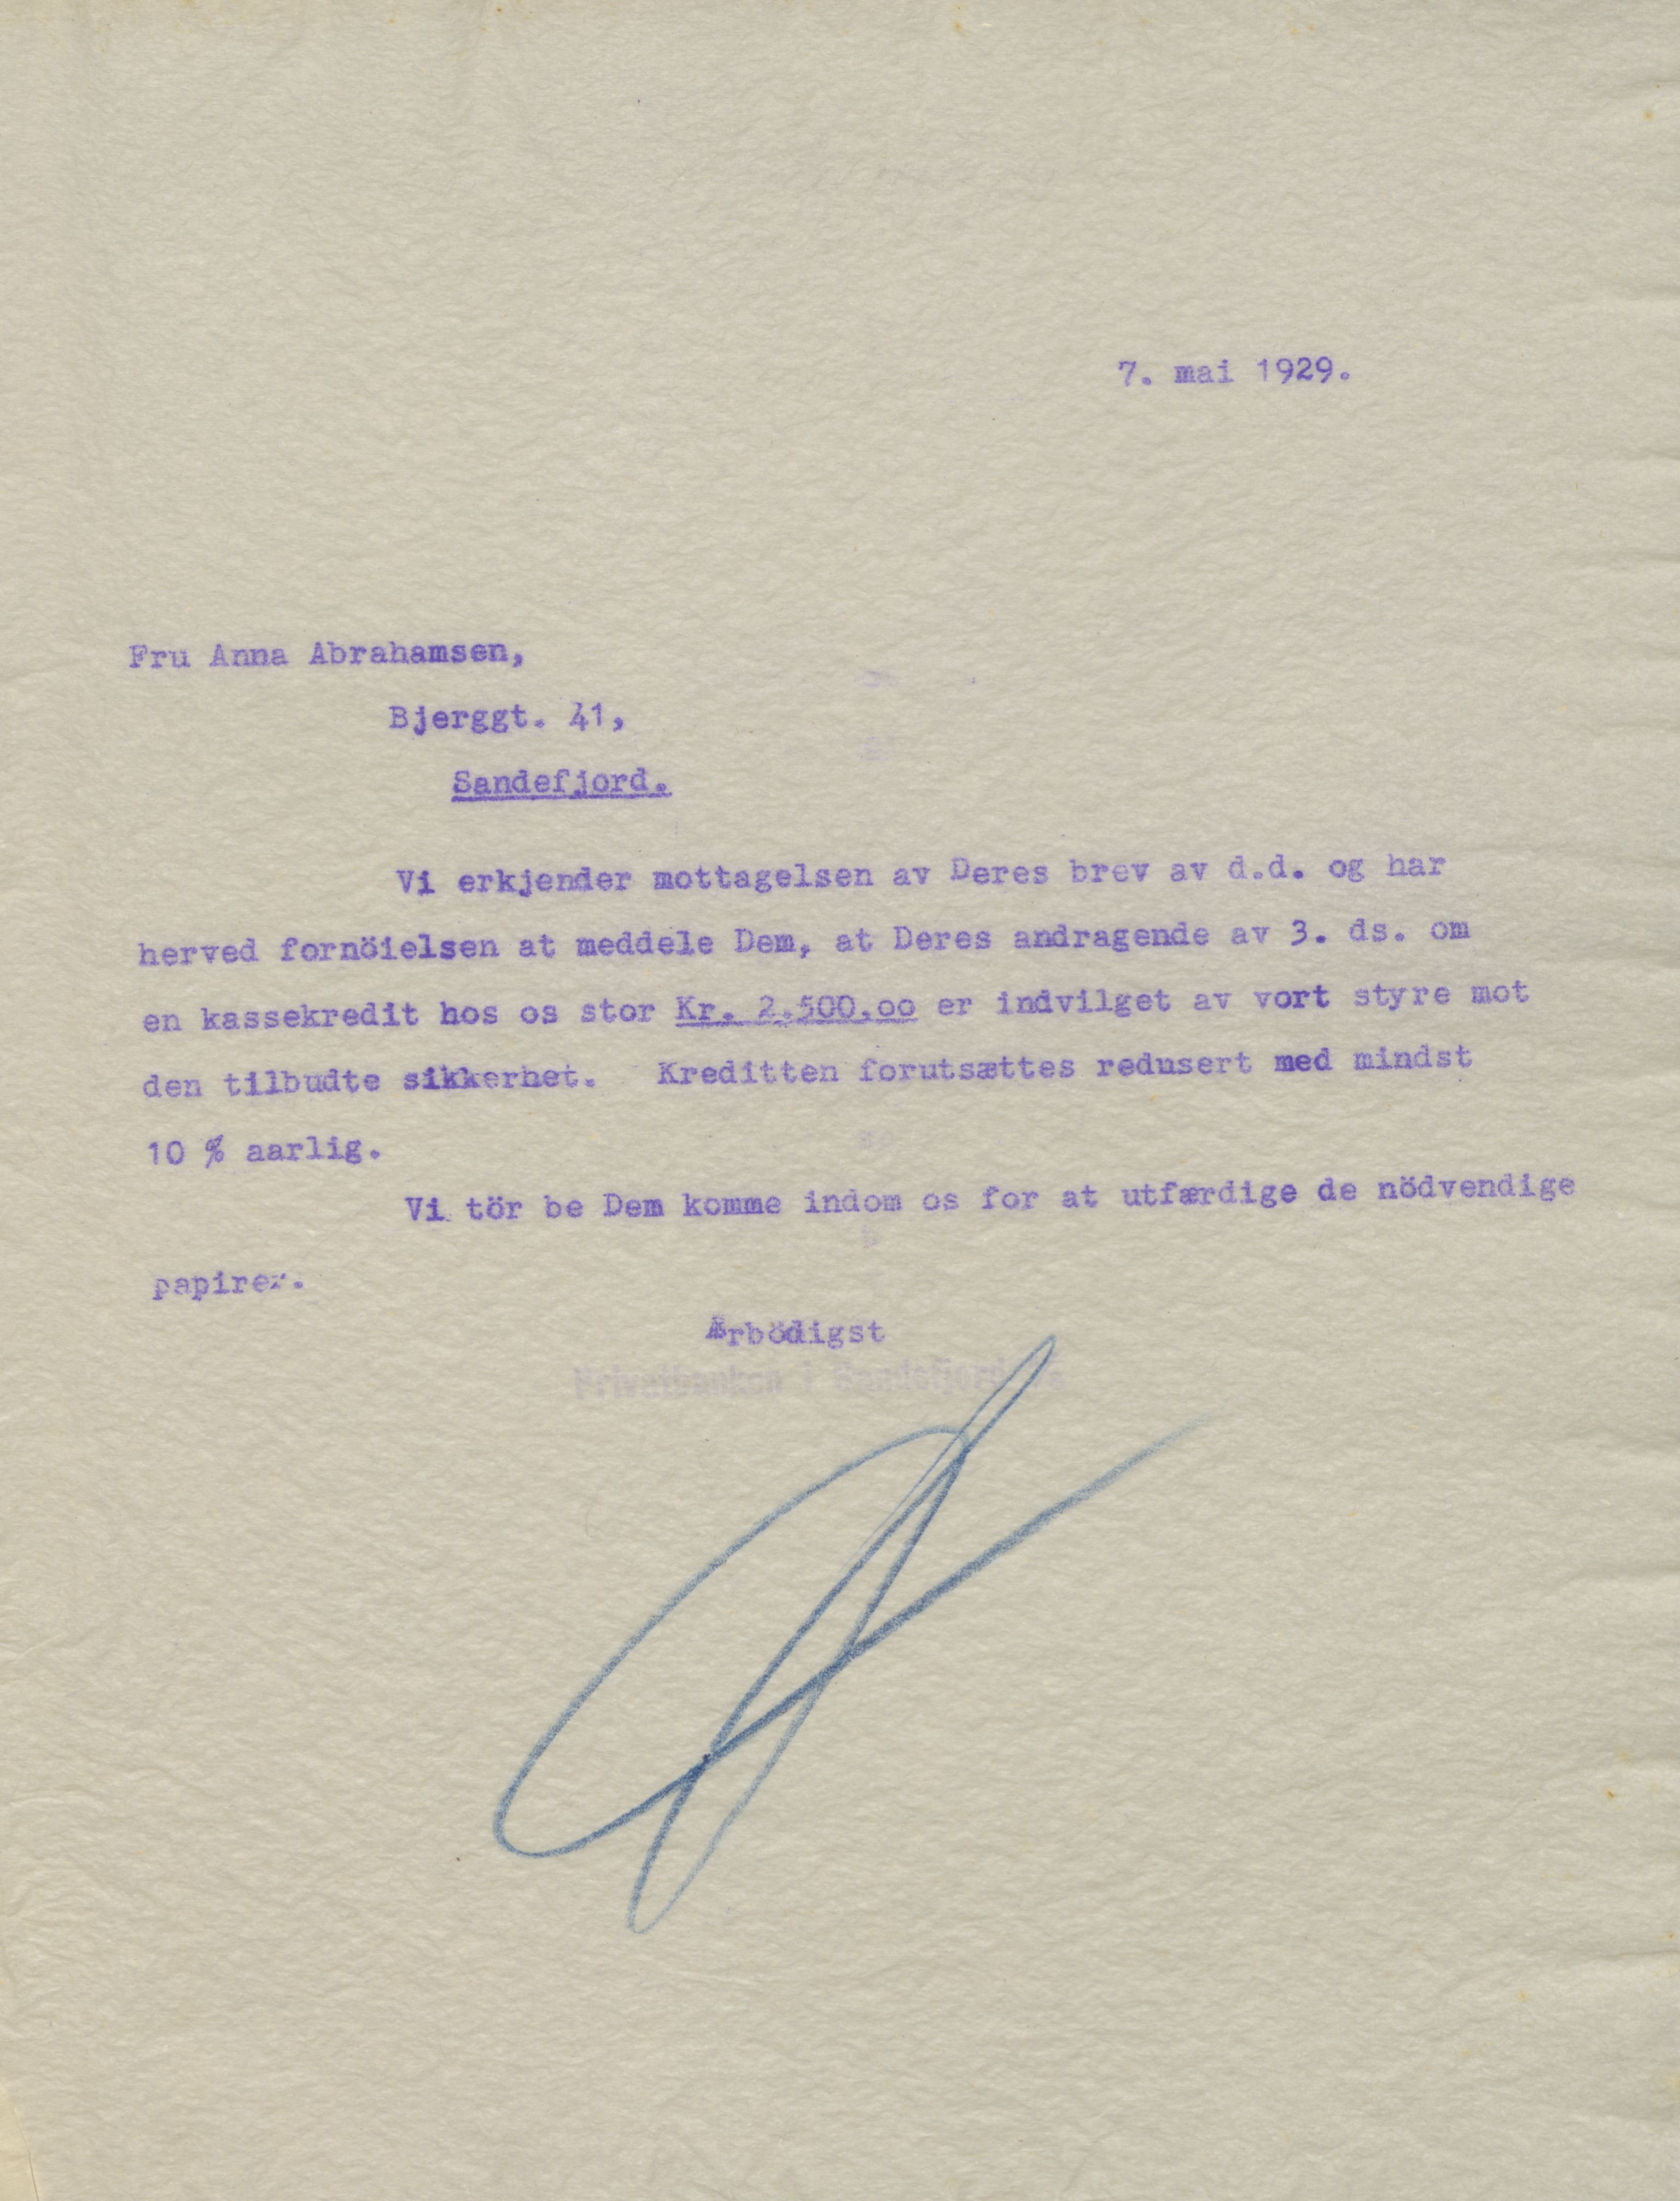 7. mai 1929.
Fru Anna Abrahamsen,
Bjerggt. 41,
Sandefjord.
Vi erkjender mottagelsen av Deres brev av d.d. og har
herved fornöielsen at meddele Dem, at Deres andragende av 3. ds. om
en kassekredit hos os stor Kr. 2.500.oo er indvilget av vort styre mot
den tilbudte sikkerhet. Kreditten forutsættes redusert med mindst
10 % aarlig.
Vi tör be Dem komme indom os for at utfærdige de nödvendige
papirer.
Ærbödigst
Privatbanken i Sandefjord